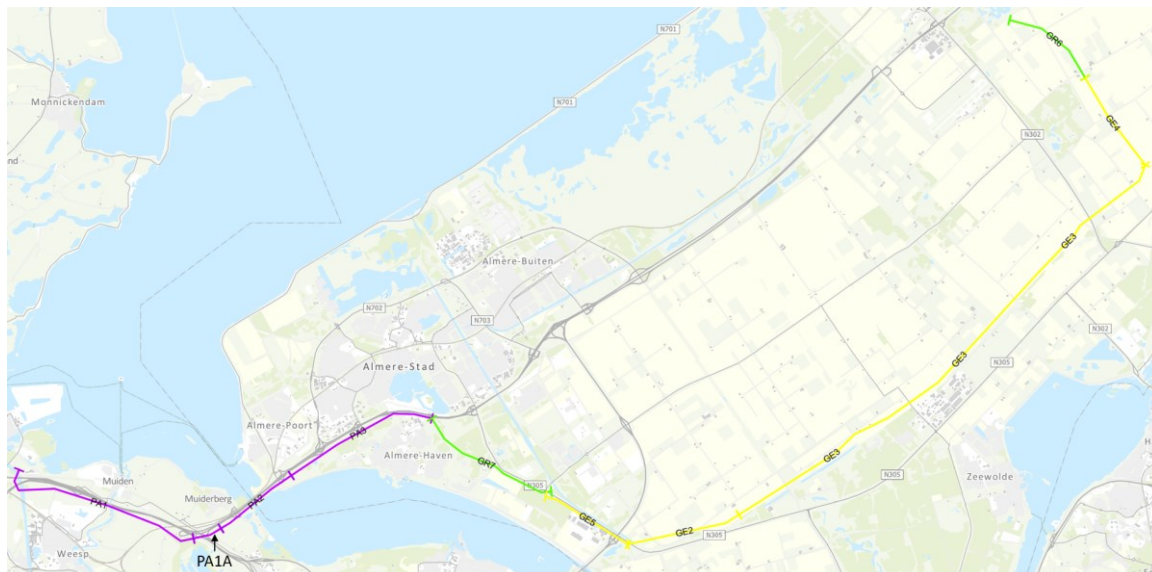 N701
GR6
Monnickendam
N701
GE4
N302
and
GE3
Almere-Buiten
N702
N703
N302
GE3
N305
Almere-Stad
Almere-Poort
PA3
Almere-Haven
GE3
GR7
N305
Muiden
Zeewolde
Muiderberg
PA2
PA1
GE5
GE2
N305
Weesp
PA1A